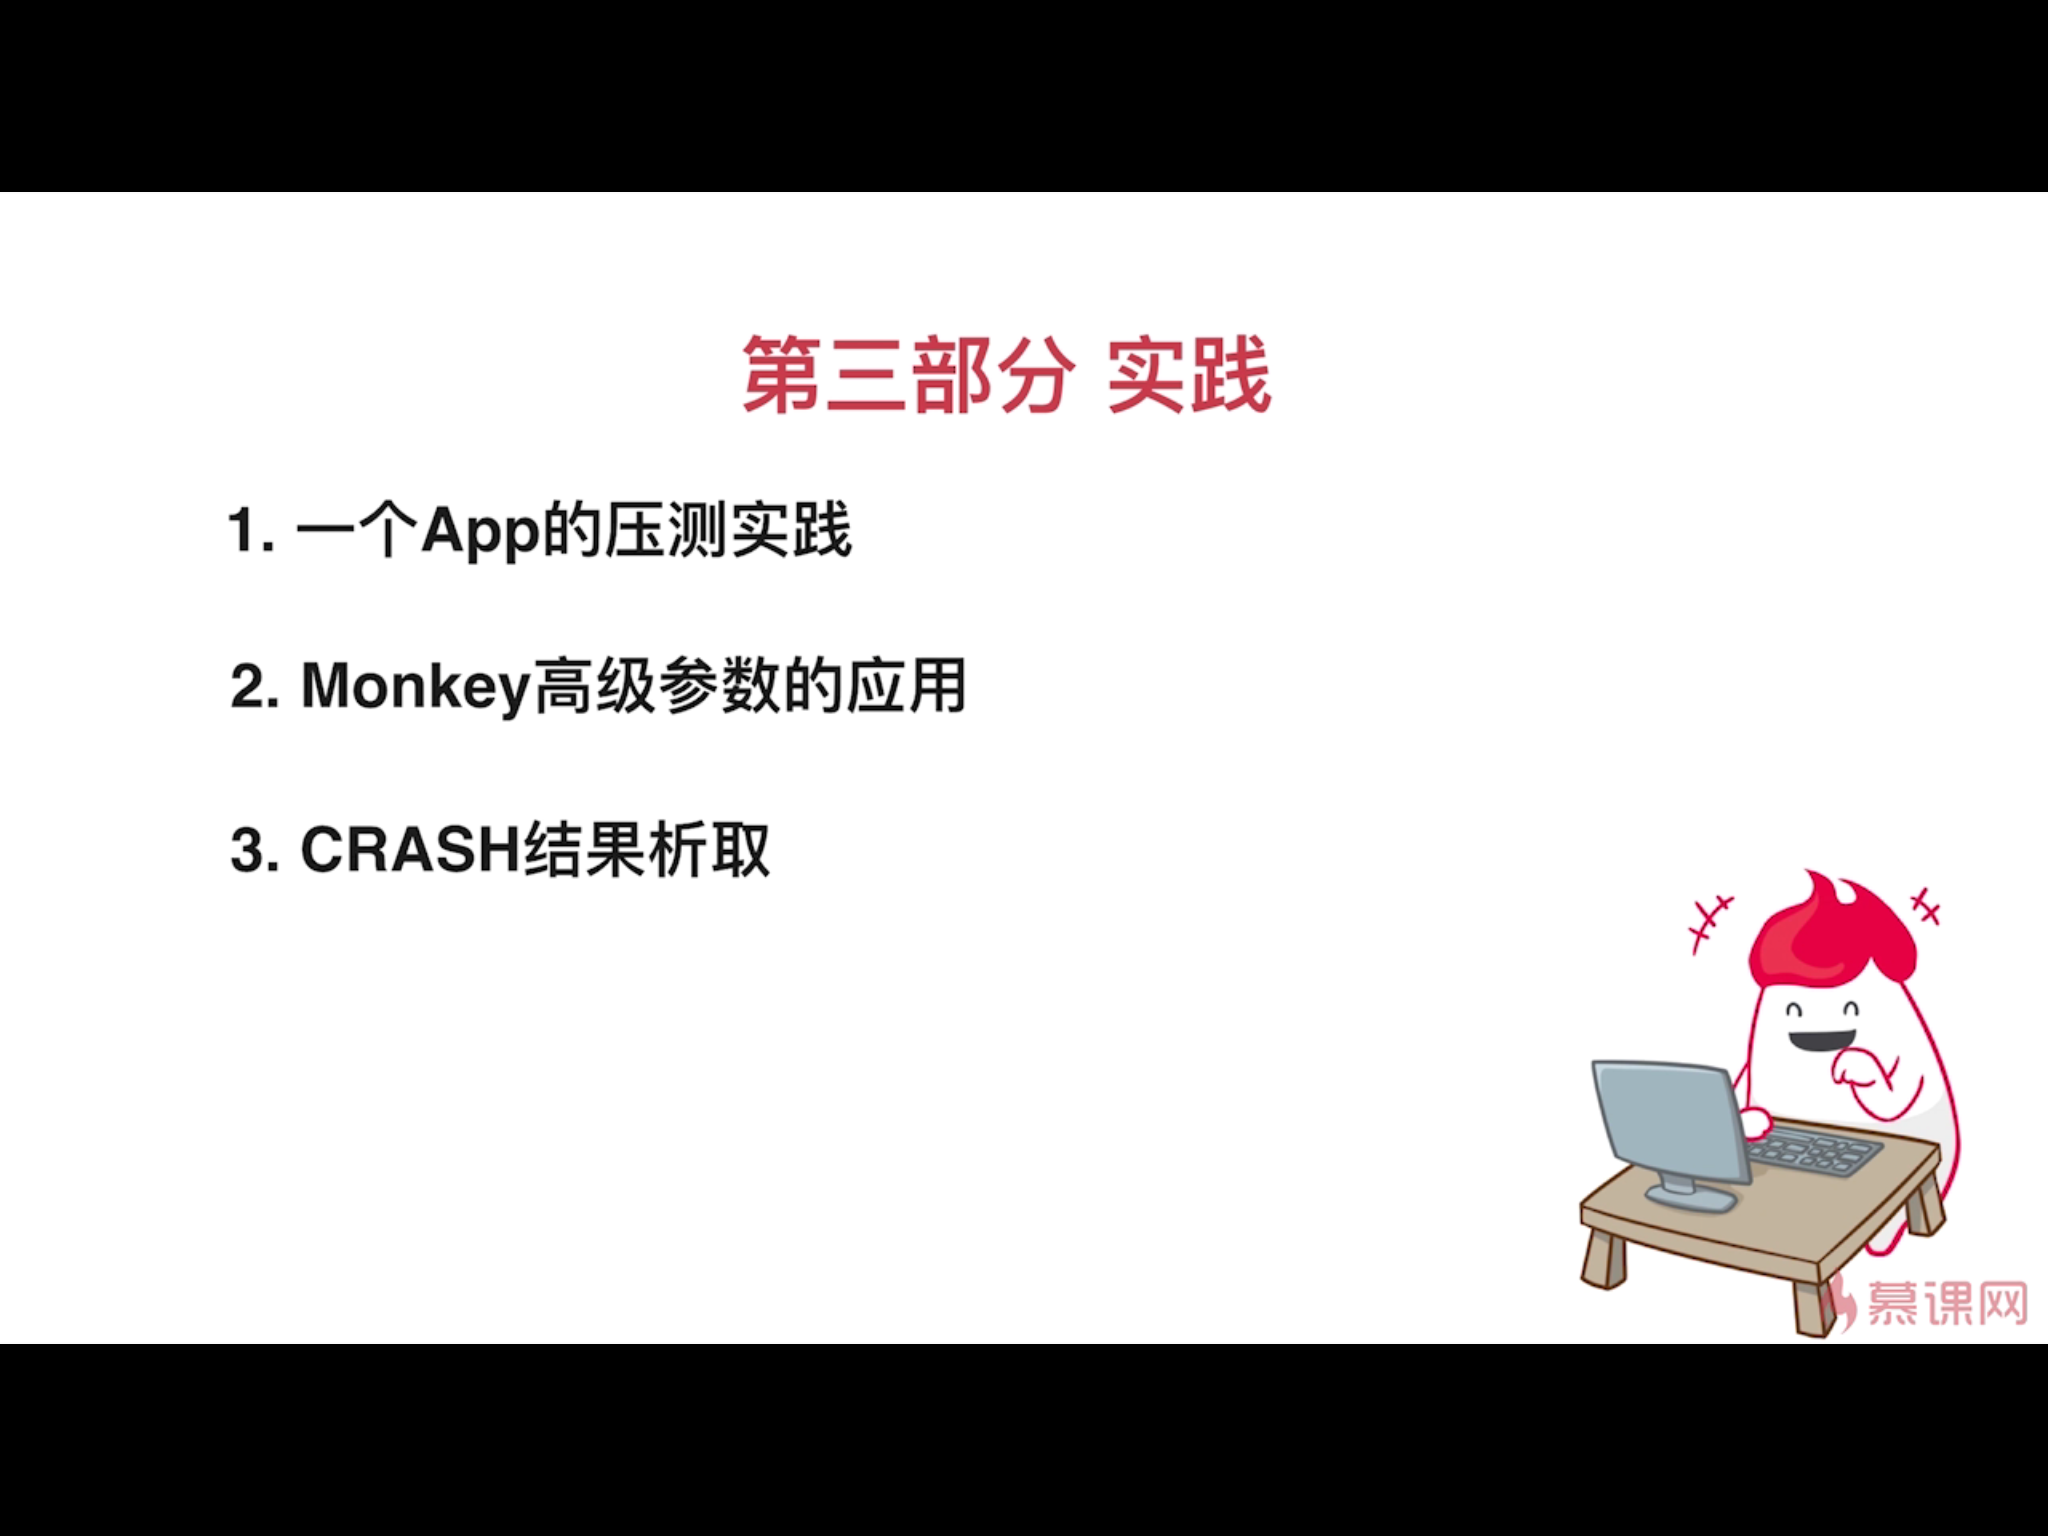 第三部分 实践
1. 一个App的压测实践
2. Monkey高级参数的应用
3. CRASH结果析取
慕课网